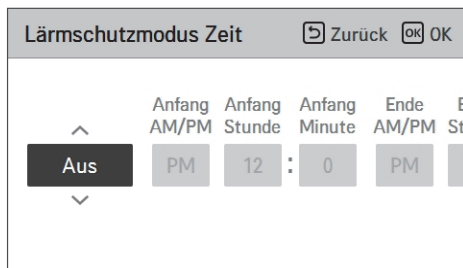 Lärmschutzmodus Zeit Zurück OK OK
Anfang Anfang Anfang Ende
AM/PM Stunde Minute AM/PM
Aus PM 12 : 0 PM